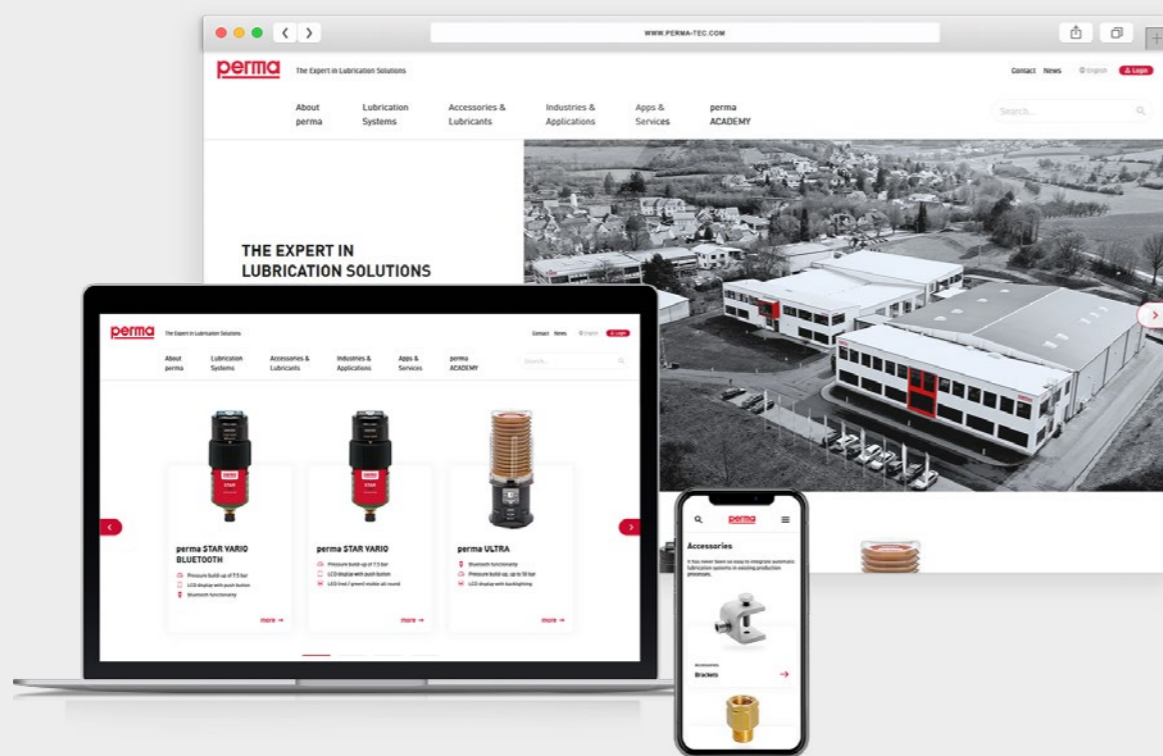 WWW.PERMA-TEC.COM
perma
The Expert in Lubrication Solutions
Contact News English Login
About
perma
Lubrication
Systems
Accessories &
Lubricants
Industries &
Applications
Apps &
Services
perma
ACADEMY
Search...
THE EXPERT IN
LUBRICATION SOLUTIONS
perma
The Expert in Lubrication Solutions
Contact News English Login
About
perma
Lubrication
Systems
Accessories &
Lubricants
Industries &
Applications
Apps &
Services
perma
ACADEMY
Search...
perma
STAR
perma
STAR
perma STAR VARIO
BLUETOOTH
Pressure build-up of 7.5 bar
LCD display with push button
Bluetooth functionality
more →
perma STAR VARIO
Pressure build-up of 7.5 bar
LCD display with push button
LED (red / green) visible all round
more →
perma ULTRA
Bluetooth functionality
Pressure build-up, up to 50 bar
LCD display with backlighting
more →
perma
Accessories
It has never been so easy to integrate automatic
lubrication systems in existing production
processes.
Accessories
Brackets